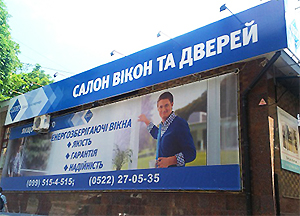 САЛОН ВІКОН ТА ДВЕРЕЙ
ЕНЕРГОЗБЕРІГАЮЧІ ВІКНА
ЯКІСТЬ
ГАРАНТІЯ
НАДІЙНІСТЬ
(099) 515-4-515; (0522) 27-05-35